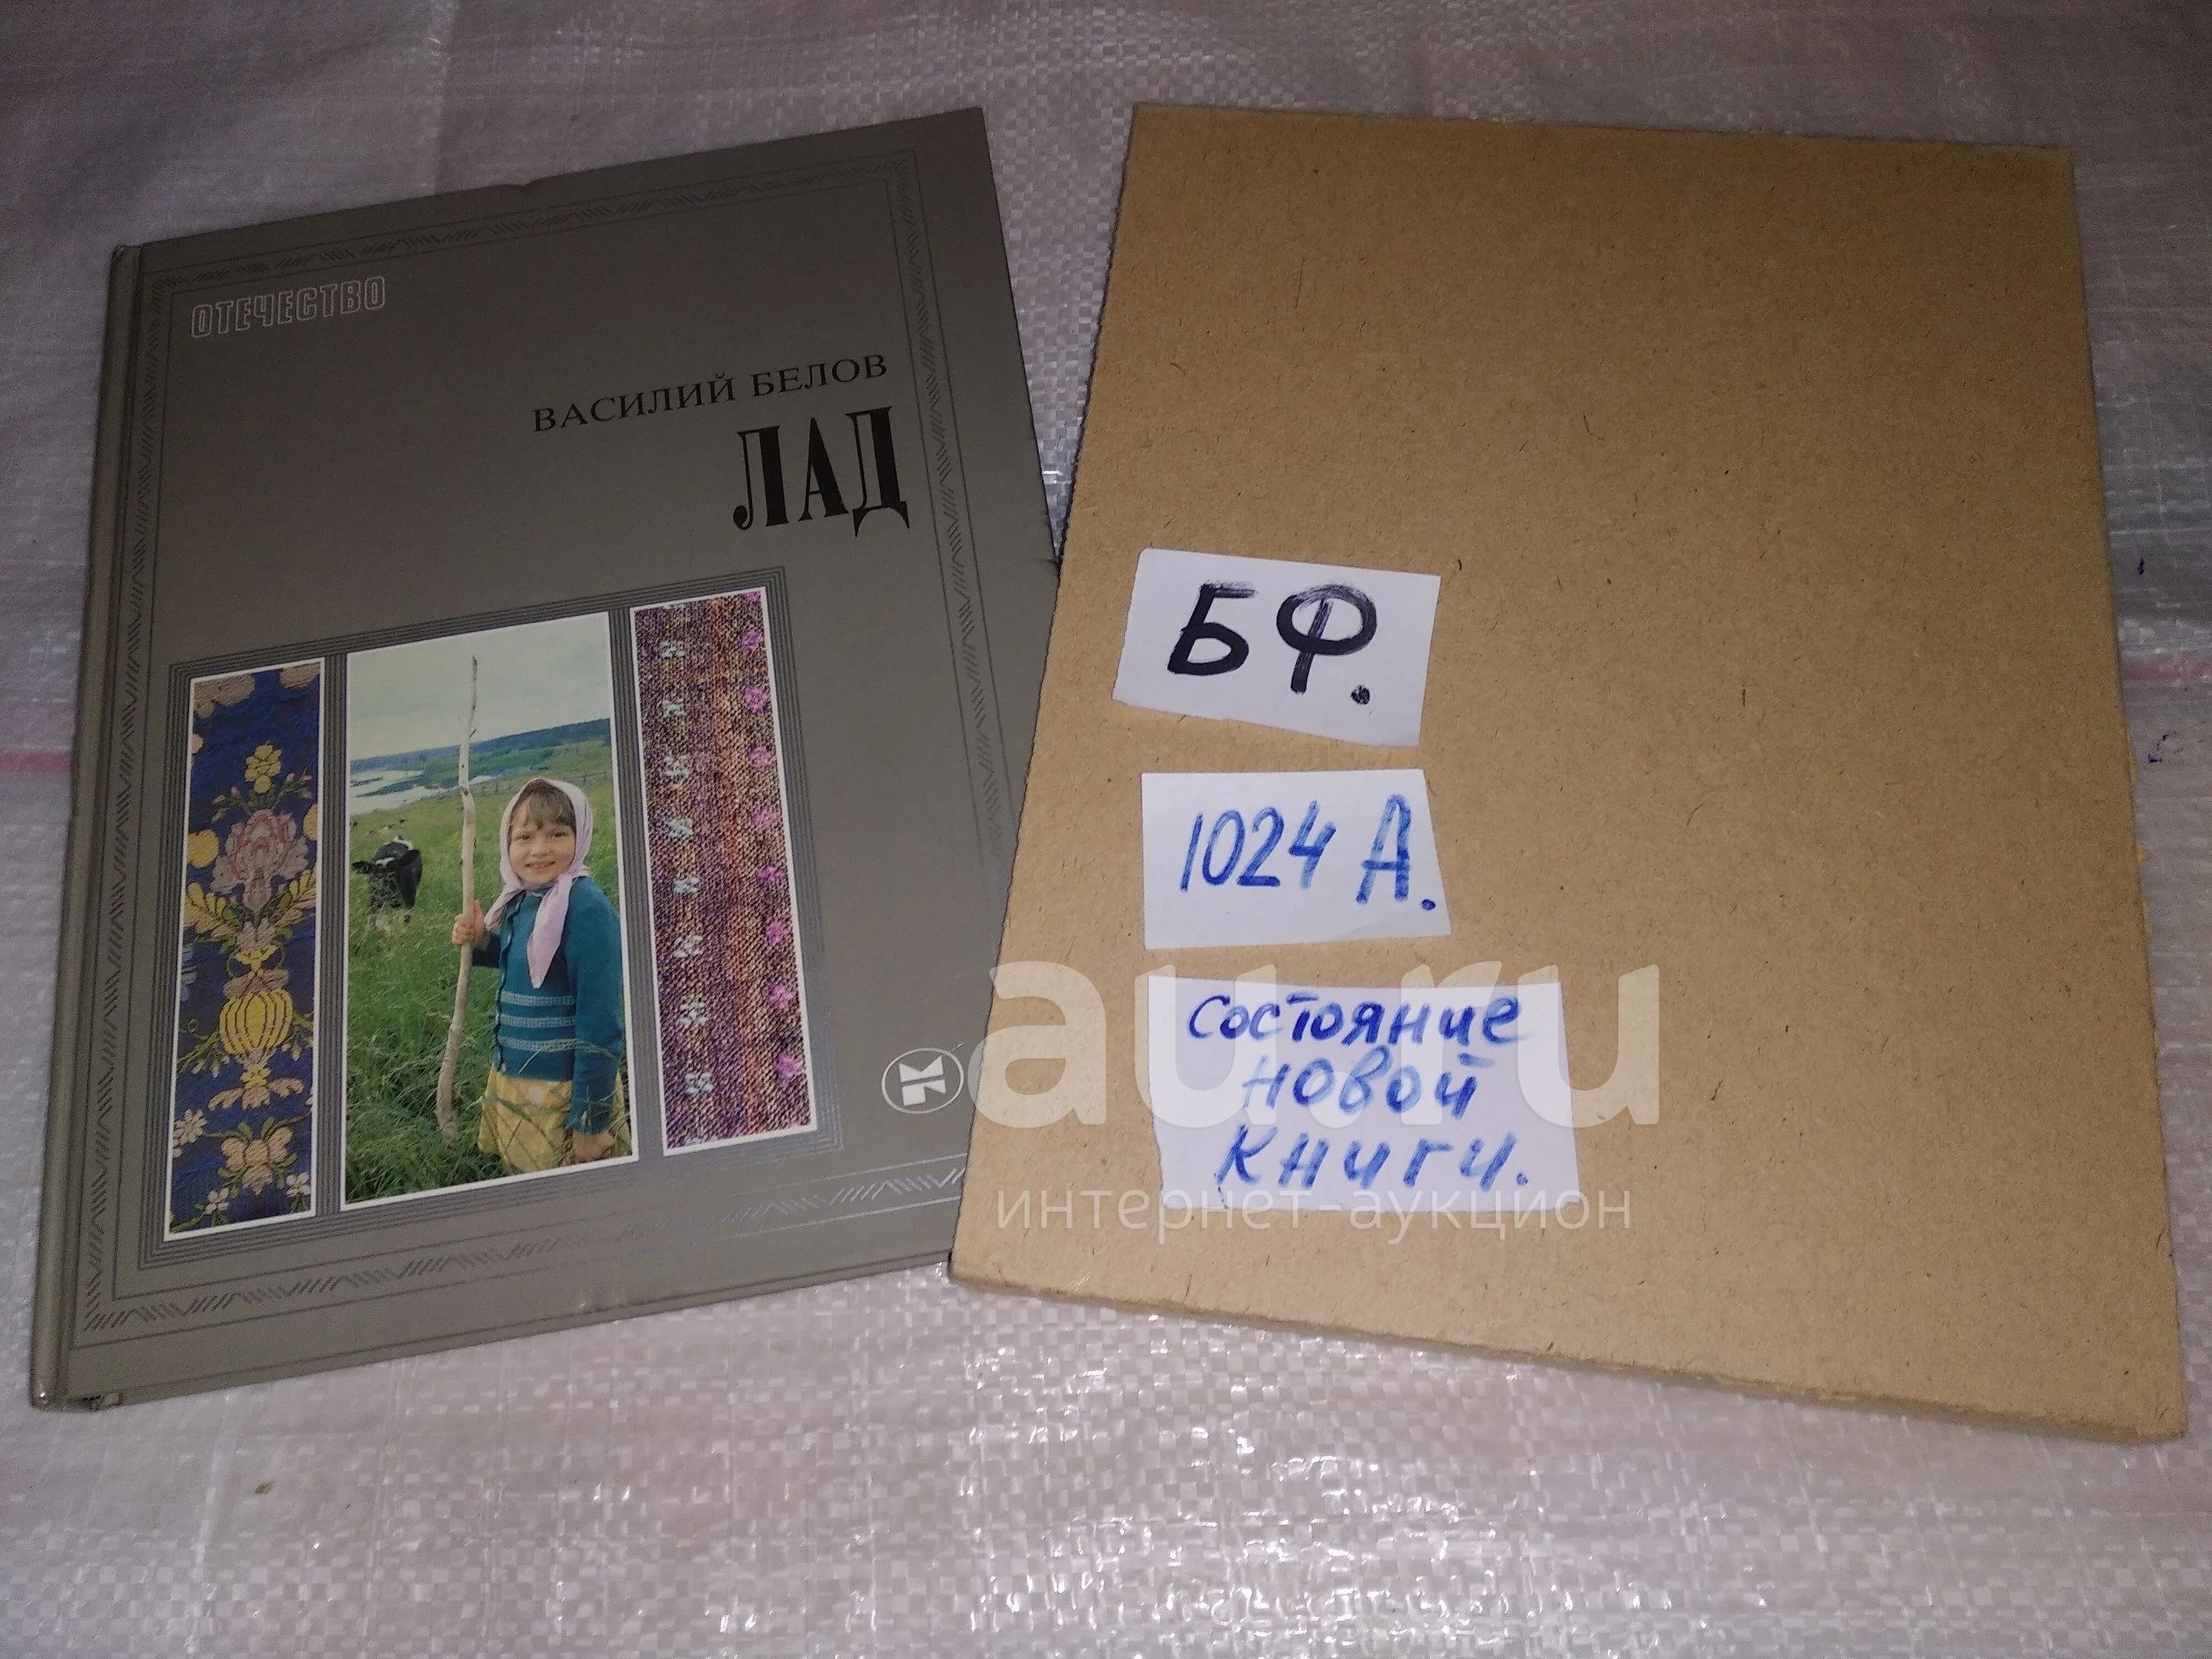 ОТЕЧЕСТВО
ВАСИЛИЙ БЕЛОВ
ЛАД
БФ.
1024 А.
состояние
новой
книги.
au.ru
интернет-аукцион